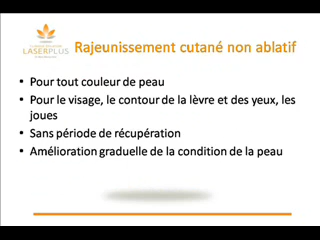 LASERPLUS
Rajeunissement cutané non ablatif
• Pour tout couleur de peau
• Pour le visage, le contour de la lèvre et des yeux, les
joues
• Sans période de récupération
• Amélioration graduelle de la condition de la peau